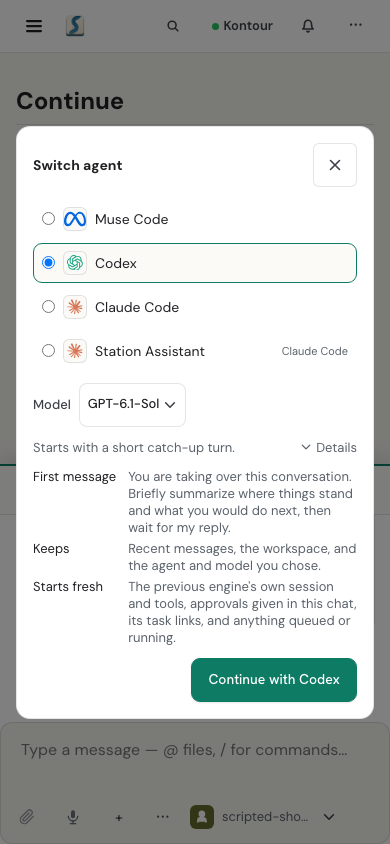 Kontour
Continue
Switch agent
Muse Code
Codex
Claude Code
Station Assistant
Claude Code
Model
GPT-6.1-Sol
Starts with a short catch-up turn.
Details
First message
You are taking over this conversation.
Briefly summarize where things stand
and what you would do next, then
wait for my reply.
Keeps
Recent messages, the workspace, and
the agent and model you chose.
Starts fresh
The previous engine's own session
and tools, approvals given in this chat,
its task links, and anything queued or
running.
Continue with Codex
Type a message — @ files, / for commands...
scripted-sho...